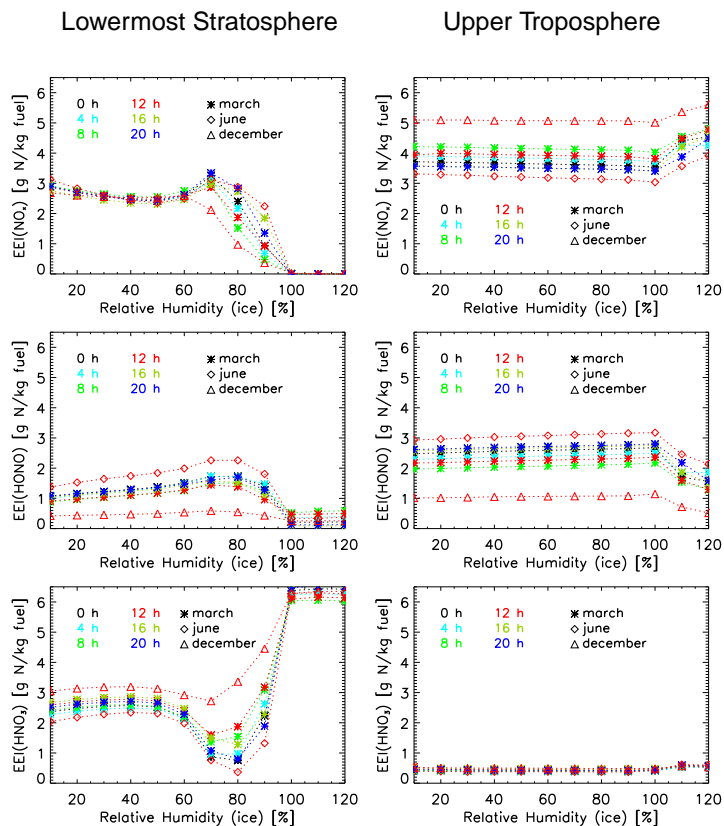 Lowermost Stratosphere
Upper Troposphere
EEI(NOₓ) [g N/kg fuel]
6
5
4
3
2
1
0
0 h 12 h march
4 h 16 h june
8 h 20 h december
20 40 60 80 100 120
Relative Humidity (ice) [%]
EEI(NOₓ) [g N/kg fuel]
6
5
4
3
2
1
0
0 h 12 h march
4 h 16 h june
8 h 20 h december
20 40 60 80 100 120
Relative Humidity (ice) [%]
EEI(HONO) [g N/kg fuel]
6
5
4
3
2
1
0
0 h 12 h march
4 h 16 h june
8 h 20 h december
20 40 60 80 100 120
Relative Humidity (ice) [%]
EEI(HONO) [g N/kg fuel]
6
5
4
3
2
1
0
0 h 12 h march
4 h 16 h june
8 h 20 h december
20 40 60 80 100 120
Relative Humidity (ice) [%]
EEI(HNO₃) [g N/kg fuel]
6
5
4
3
2
1
0
0 h 12 h march
4 h 16 h june
8 h 20 h december
20 40 60 80 100 120
Relative Humidity (ice) [%]
EEI(HNO₃) [g N/kg fuel]
6
5
4
3
2
1
0
0 h 12 h march
4 h 16 h june
8 h 20 h december
20 40 60 80 100 120
Relative Humidity (ice) [%]